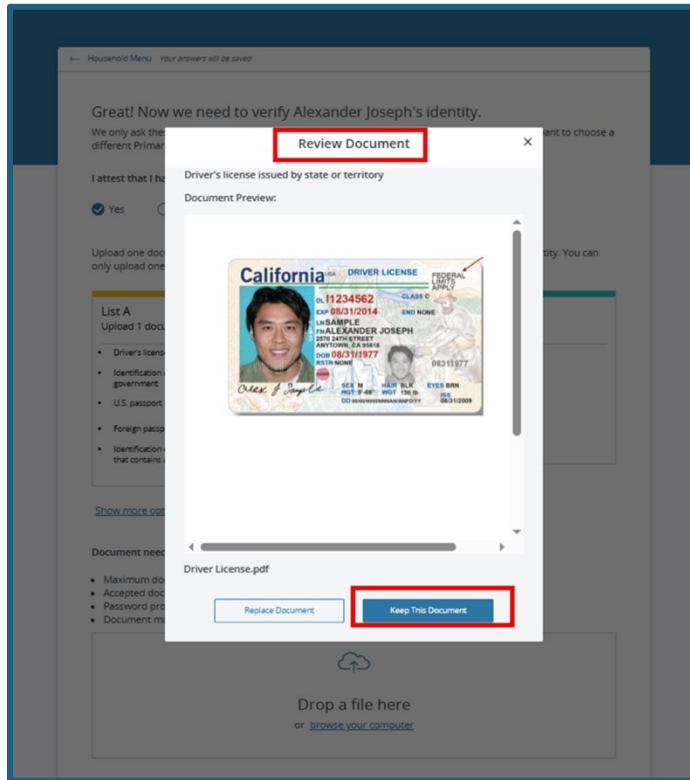 ← Household Menu Your answers will be saved
Great! Now we need to verify Alexander Joseph's identity.
We only ask the
ant to choose a
different Primar
I attest that I ha
Yes
Upload one doc
tity. You can
only upload one
List A
Upload 1 docu
Driver's licens
Identification
government
U.S. passport
Foreign passp
Identification
that contains
Show more opt
Document need
Maximum do
Accepted doc
Password pro
Document mu
Review Document
×
Driver's license issued by state or territory
Document Preview:
California USA DRIVER LICENSE
FEDERAL
LIMITS
APPLY
DL I1234562 CLASS C
EXP 08/31/2014 END NONE
LN SAMPLE
FN ALEXANDER JOSEPH
2570 24TH STREET
ANYTOWN, CA 95818
DOB 08/31/1977
RSTR NONE
08311977
Alex J Sample
SEX M HAIR BLK EYES BRN
HGT 5'-08" WGT 150 lb
ISS
08/31/2009
Driver License.pdf
Replace Document
Keep This Document
Drop a file here
or browse your computer